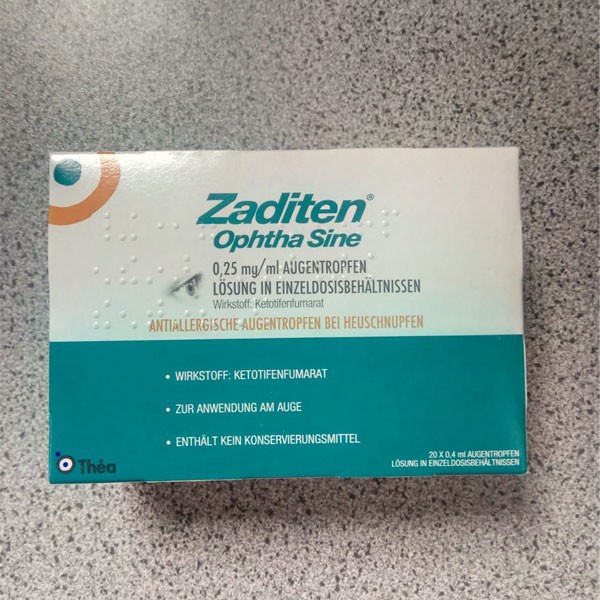 Zaditen®
Ophtha Sine
0,25 mg/ml AUGENTROPFEN
LÖSUNG IN EINZELDOSISBEHÄLTNISSEN
Wirkstoff: Ketotifenfumarat
ANTIALLERGISCHE AUGENTROPFEN BEI HEUSCHNUPFEN
• WIRKSTOFF: KETOTIFENFUMARAT
• ZUR ANWENDUNG AM AUGE
• ENTHÄLT KEIN KONSERVIERUNGSMITTEL
Théa
20 X 0,4 ml AUGENTROPFEN
LÖSUNG IN EINZELDOSISBEHÄLTNISSEN